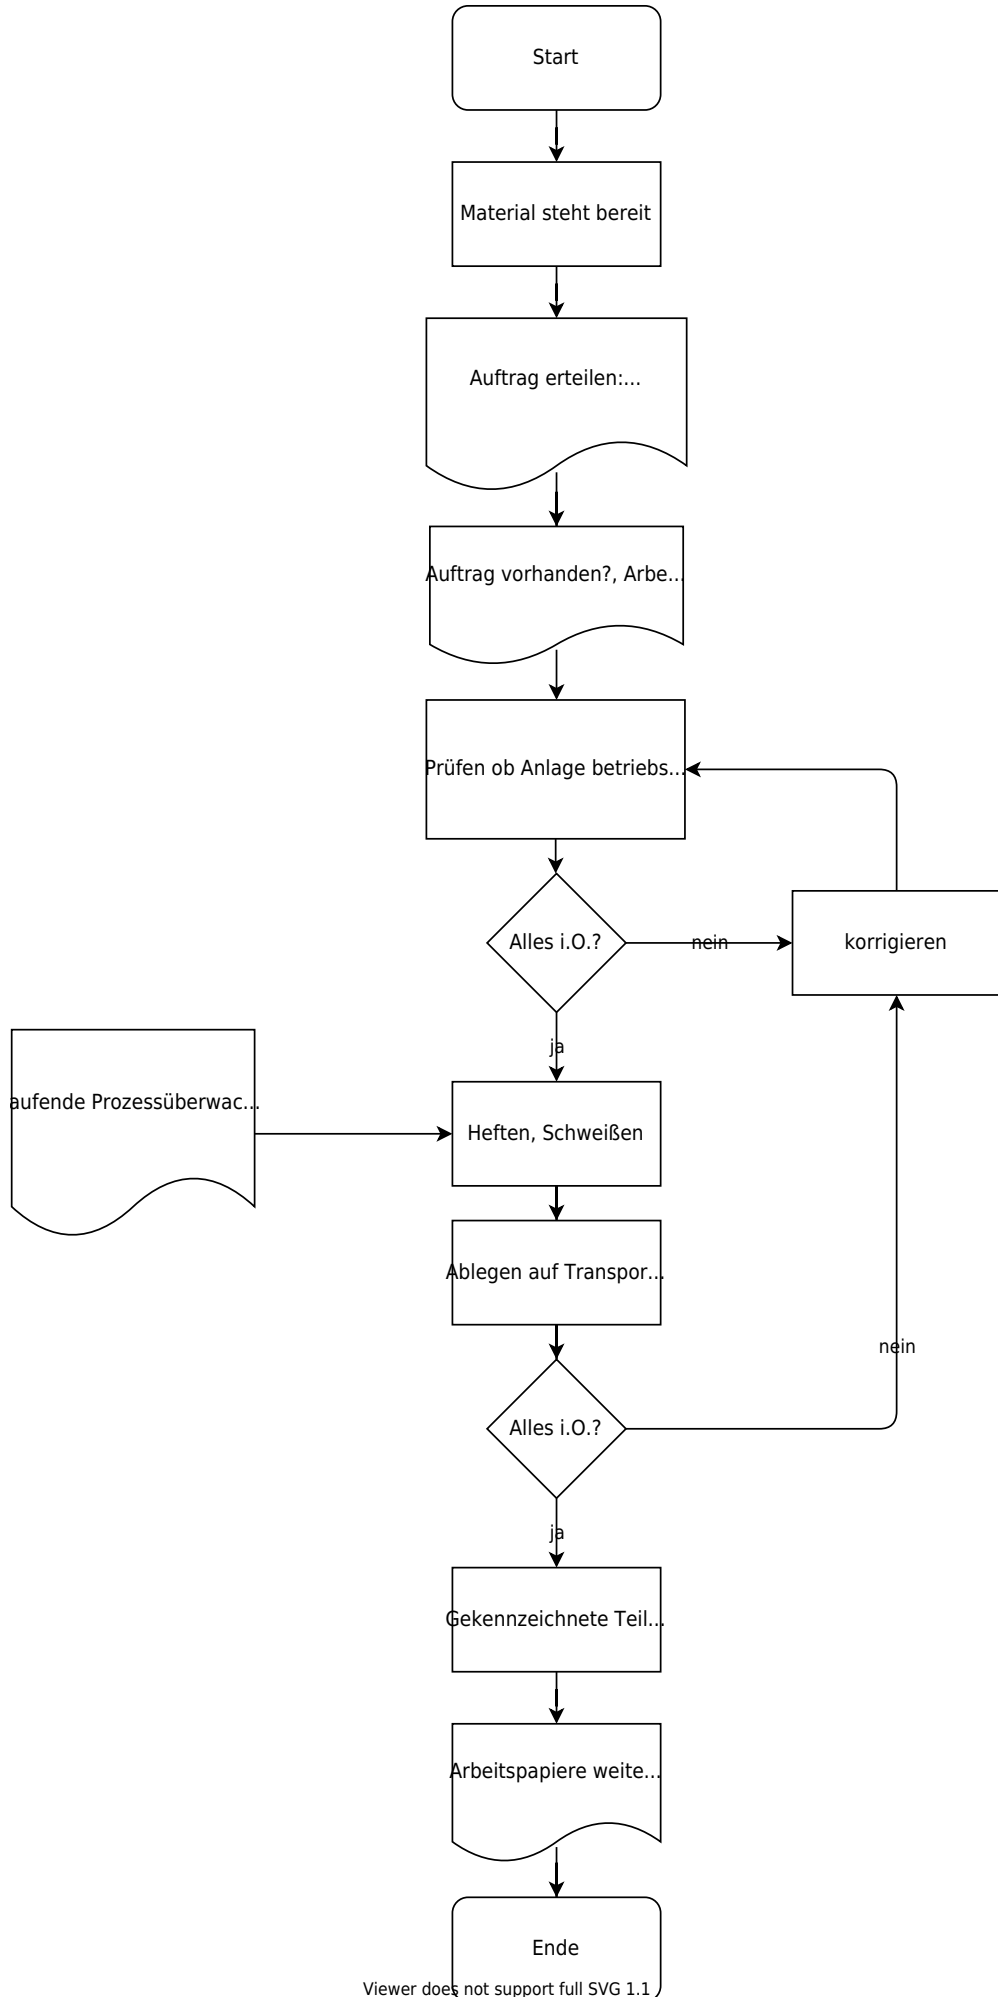 Start
Material steht bereit
Auftrag erteilen:...
Auftrag vorhanden?, Arbe...
Prüfen ob Anlage betriebs...
Alles i.O.?
nein
korrigieren
ja
aufende Prozessüberwac...
Heften, Schweißen
Ablegen auf Transpor...
nein
Alles i.O.?
ja
Gekennzeichnete Teil...
Arbeitspapiere weite...
Ende
Viewer does not support full SVG 1.1